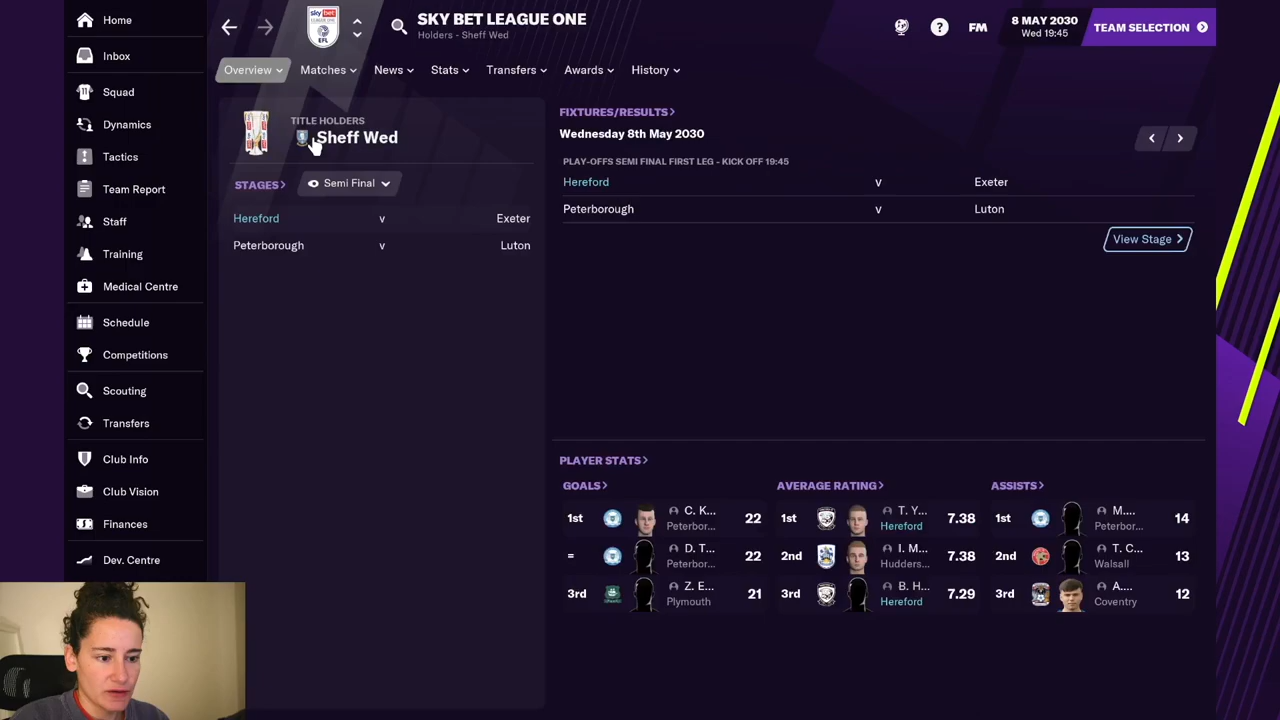 Home
Inbox
Squad
Dynamics
Tactics
Team Report
Staff
Training
Medical Centre
Schedule
Competitions
Scouting
Transfers
Club Info
Club Vision
Finances
Dev. Centre
sky bet
EFL
SKY BET LEAGUE ONE
Holders - Sheff Wed
?
FM
8 MAY 2030
Wed 19:45
TEAM SELECTION
Overview
Matches
News
Stats
Transfers
Awards
History
TITLE HOLDERS
Sheff Wed
STAGES
Semi Final
Hereford v Exeter
Peterborough v Luton
FIXTURES/RESULTS
Wednesday 8th May 2030
PLAY-OFFS SEMI FINAL FIRST LEG - KICK OFF 19:45
Hereford v Exeter
Peterborough v Luton
View Stage
PLAYER STATS
GOALS
1st C. K... 22
Peterbor...
= D. T... 22
Peterbor...
3rd Z. E... 21
Plymouth
AVERAGE RATING
1st T. Y... 7.38
Hereford
2nd I. M... 7.38
Hudders...
3rd B. H... 7.29
Hereford
ASSISTS
1st M.... 14
Peterbor...
2nd T. C... 13
Walsall
3rd A.... 12
Coventry